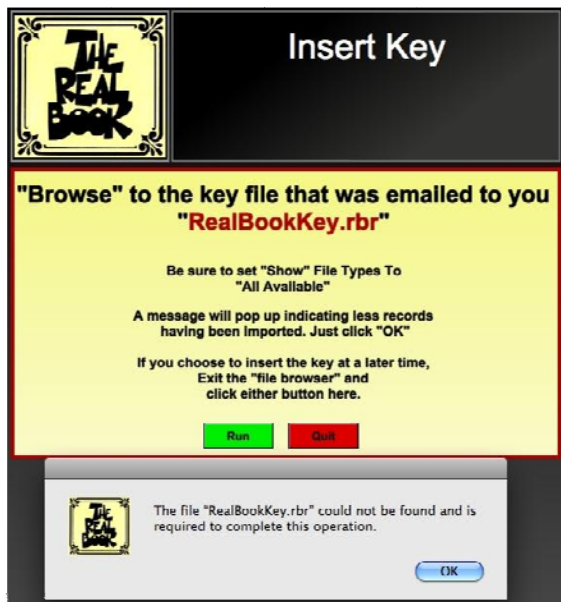 THE
REAL
BOOK
Insert Key
"Browse" to the key file that was emailed to you
"RealBookKey.rbr"
Be sure to set "Show" File Types To
"All Available"
A message will pop up indicating less records
having been imported. Just click "OK"
If you choose to insert the key at a later time,
Exit the "file browser" and
click either button here.
Run
Quit
THE
REAL
BOOK
The file "RealBookKey.rbr" could not be found and is
required to complete this operation.
OK